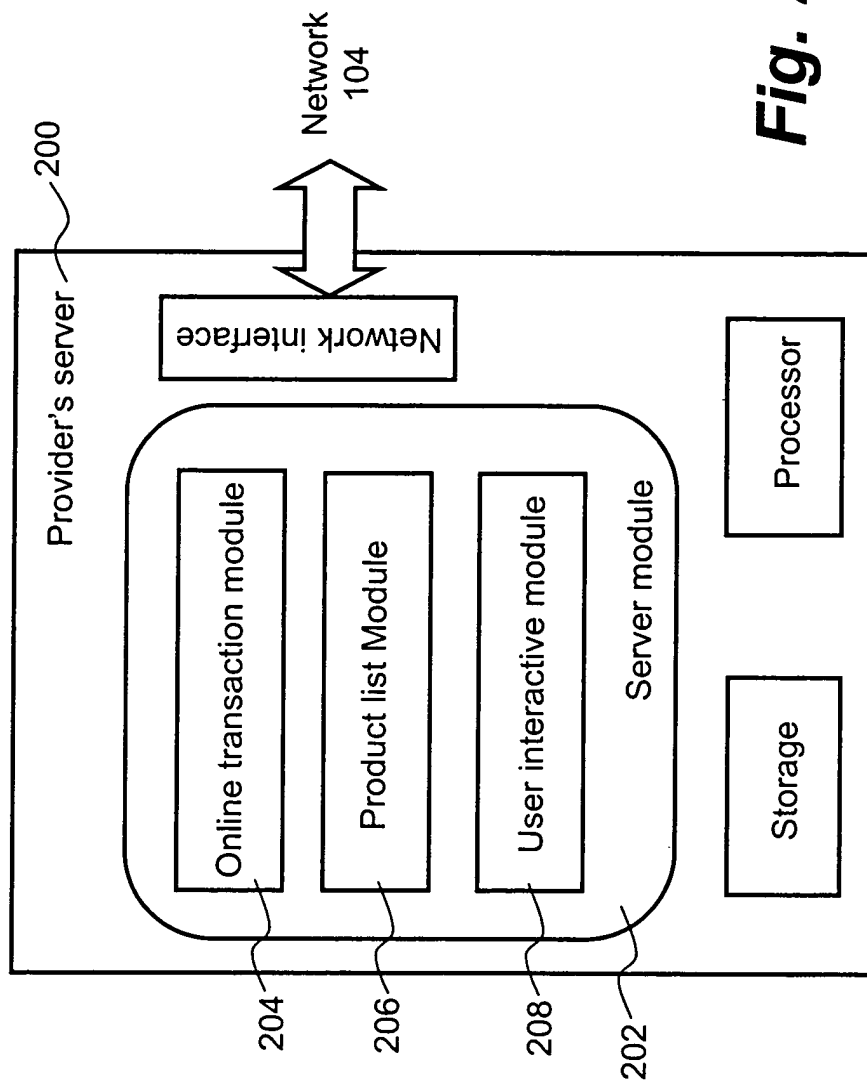 Provider's server 200
Network interface
Network
104
204
Online transaction module
206
Product list Module
208
User interactive module
202
Server module
Storage
Processor
Fig.